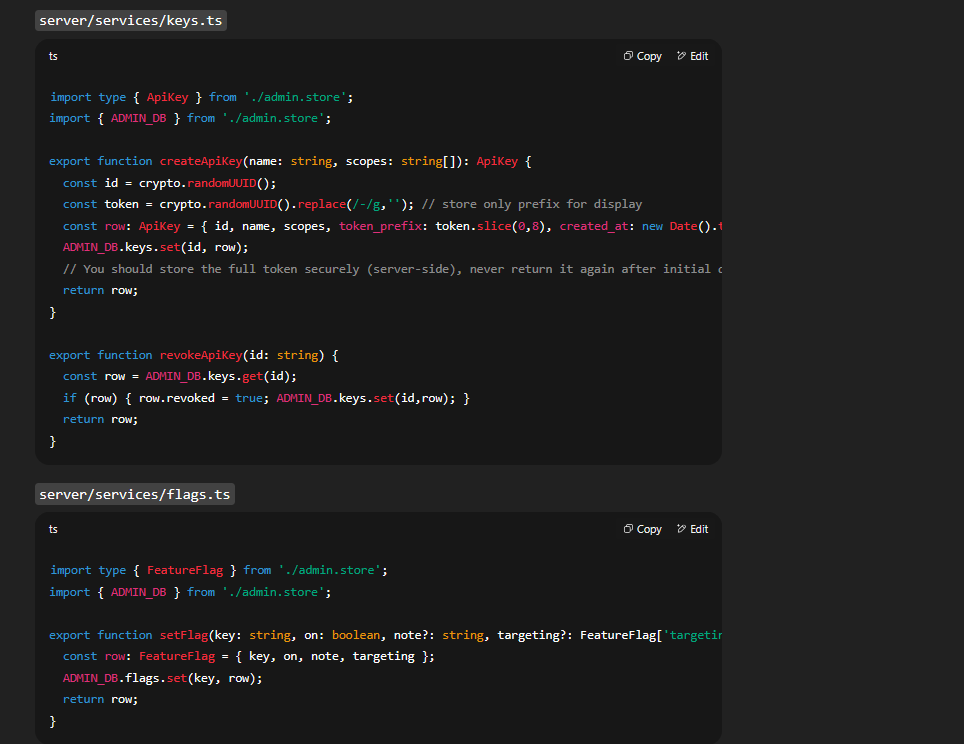 server/services/keys.ts
ts
Copy Edit
import type { ApiKey } from './admin.store';
import { ADMIN_DB } from './admin.store';
export function createApiKey(name: string, scopes: string[]): ApiKey {
const id = crypto.randomUUID();
const token = crypto.randomUUID().replace(/-/g,''); // store only prefix for display
const row: ApiKey = { id, name, scopes, token_prefix: token.slice(0,8), created_at: new Date().
ADMIN_DB.keys.set(id, row);
// You should store the full token securely (server-side), never return it again after initial
return row;
}
export function revokeApiKey(id: string) {
const row = ADMIN_DB.keys.get(id);
if (row) { row.revoked = true; ADMIN_DB.keys.set(id,row); }
return row;
}
server/services/flags.ts
ts
Copy Edit
import type { FeatureFlag } from './admin.store';
import { ADMIN_DB } from './admin.store';
export function setFlag(key: string, on: boolean, note?: string, targeting?: FeatureFlag['targetin
const row: FeatureFlag = { key, on, note, targeting };
ADMIN_DB.flags.set(key, row);
return row;
}